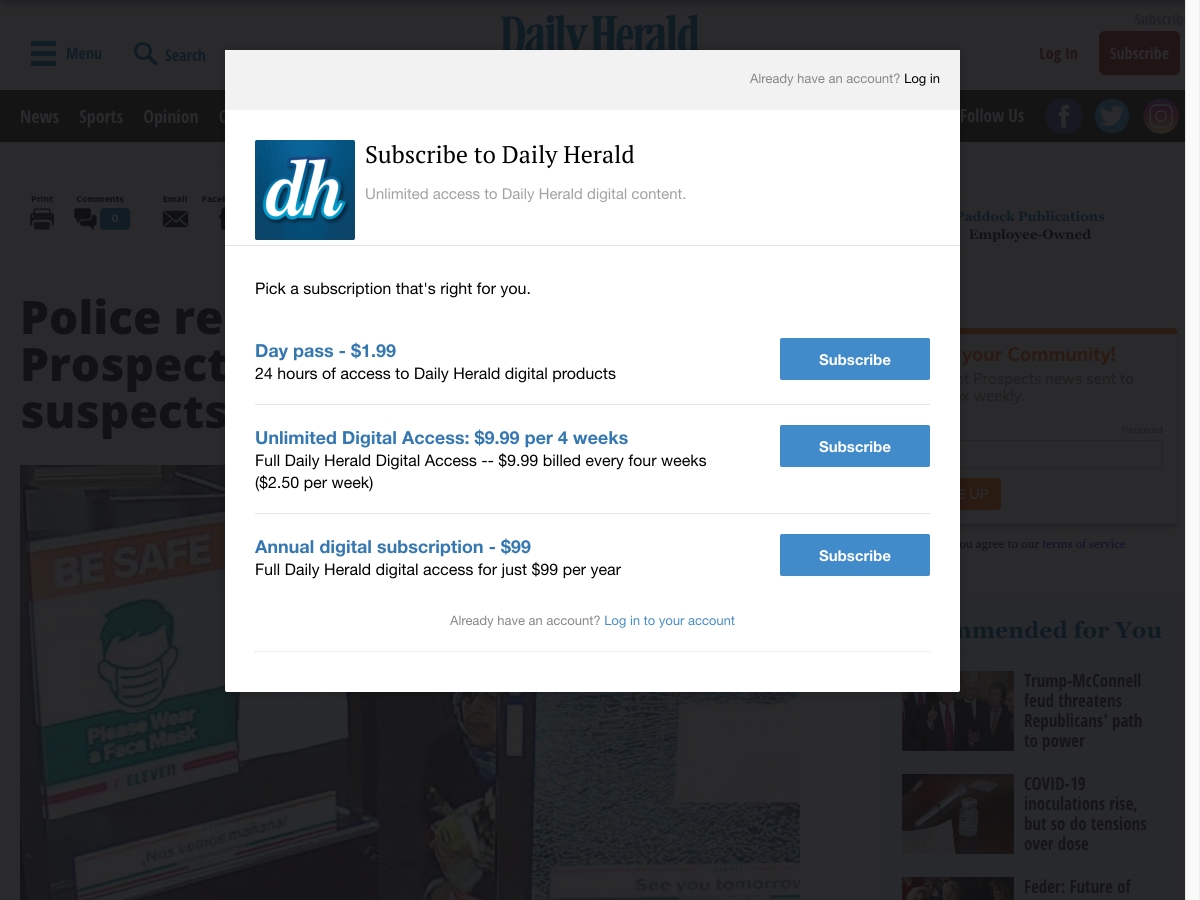 Daily Herald
Menu
Search
Log In
Subscribe
News
Sports
Opinion
Follow Us
Already have an account? Log in
dh
Subscribe to Daily Herald
Unlimited access to Daily Herald digital content.
Print
Comments
0
Email
Paddock Publications
Employee-Owned
Pick a subscription that's right for you.
Day pass - $1.99
24 hours of access to Daily Herald digital products
Subscribe
Unlimited Digital Access: $9.99 per 4 weeks
Full Daily Herald Digital Access -- $9.99 billed every four weeks
($2.50 per week)
Subscribe
Annual digital subscription - $99
Full Daily Herald digital access for just $99 per year
Subscribe
Already have an account? Log in to your account
Police
Prospect
suspects
your Community!
Prospects news sent to
weekly.
Required
UP
you agree to our terms of service
BE SAFE
Please Wear
a Face Mask
ELEVEN
¡Nos vemos mañana!
See you tomorrow
for You
Trump-McConnell
feud threatens
Republicans' path
to power
COVID-19
inoculations rise,
but so do tensions
over dose
Feder: Future of